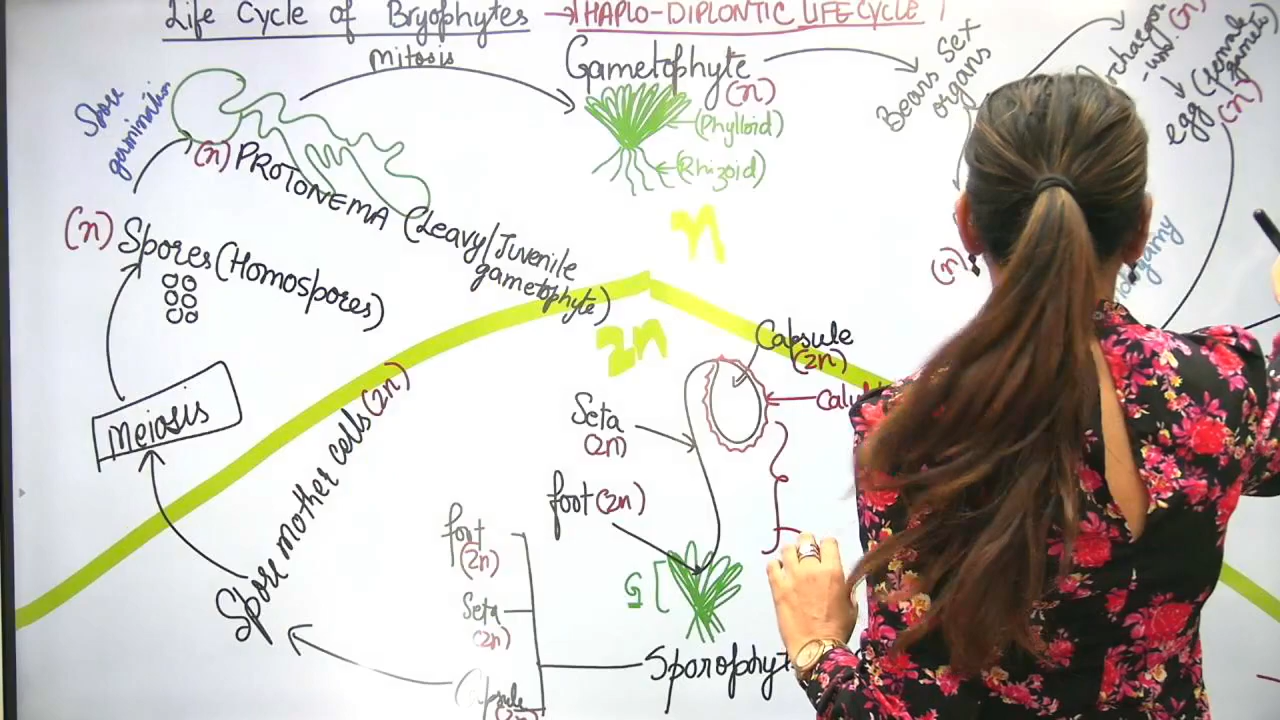 Life Cycle of Bryophytes → HAPLO-DIPLONTIC LIFECYCLE
mitosis
Gametophyte
(n)
(Phylloid)
(Rhizoid)
Bears Sex
organs
(n)
egg (female
gamete)
(n)
Spore
germination
(n) PROTONEMA (Leavy/Juvenile
gametophyte)
(n) Spores (Homospores)
(n)
n
2n
Meiosis
Spore mother cells (2n)
Capsule
(2n)
Seta
(2n)
foot (2n)
foot
(2n)
Seta
(2n)
Capsule
(2n)
G